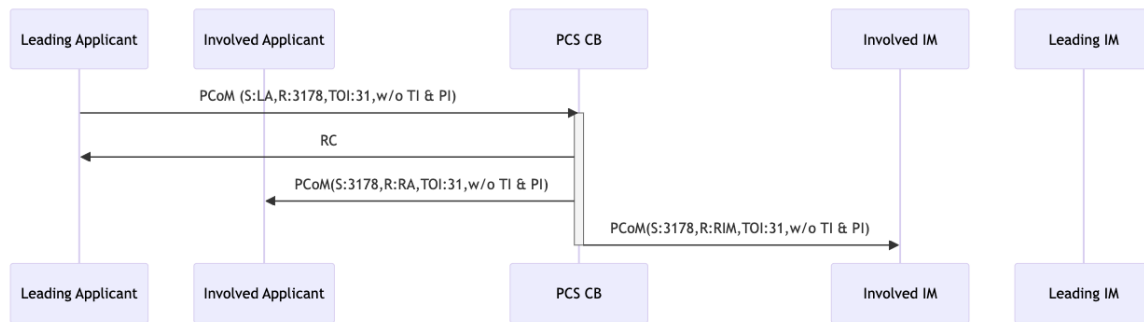 Leading Applicant
Involved Applicant
PCS CB
Involved IM
Leading IM
PCoM (S:LA,R:3178,TOI:31,w/o TI & PI)
RC
PCoM(S:3178,R:RA,TOI:31,w/o TI & PI)
PCoM(S:3178,R:RIM,TOI:31,w/o TI & PI)
Leading Applicant
Involved Applicant
PCS CB
Involved IM
Leading IM